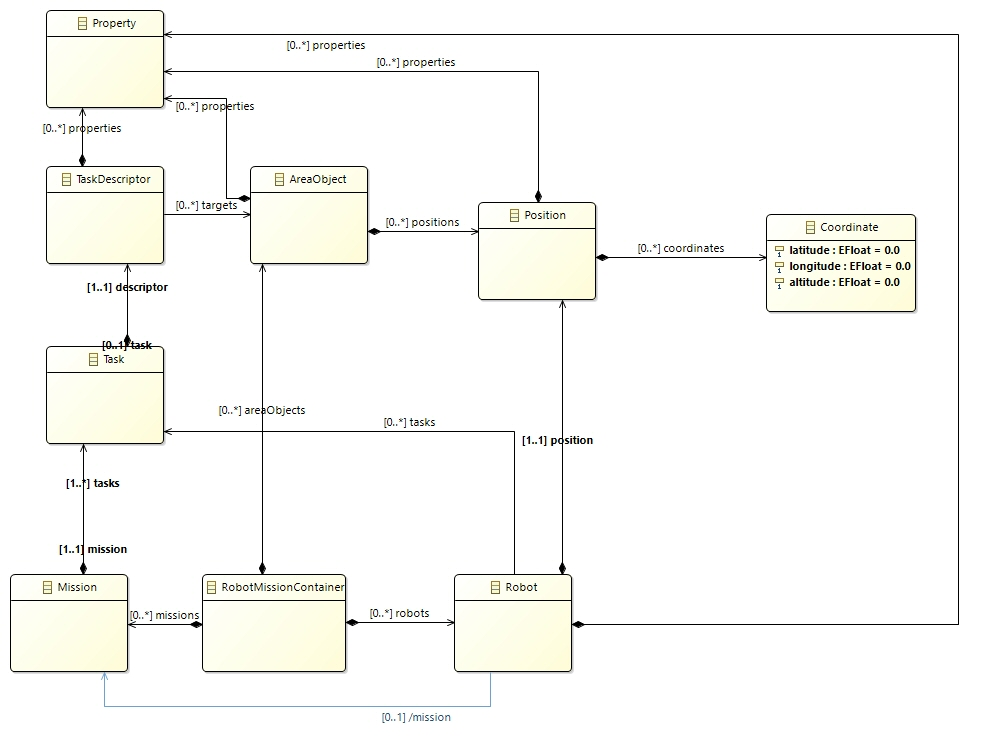 Property
[0..*] properties
[0..*] properties
[0..*] properties
[0..*] properties
TaskDescriptor
AreaObject
[0..*] targets
Position
[0..*] positions
Coordinate
[0..*] coordinates
latitude : EFloat = 0.0
longitude : EFloat = 0.0
altitude : EFloat = 0.0
[1..1] descriptor
[0..1] task
Task
[0..*] areaObjects
[0..*] tasks
[1..1] position
[1..*] tasks
[1..1] mission
Mission
RobotMissionContainer
Robot
[0..*] missions
[0..*] robots
[0..1] /mission